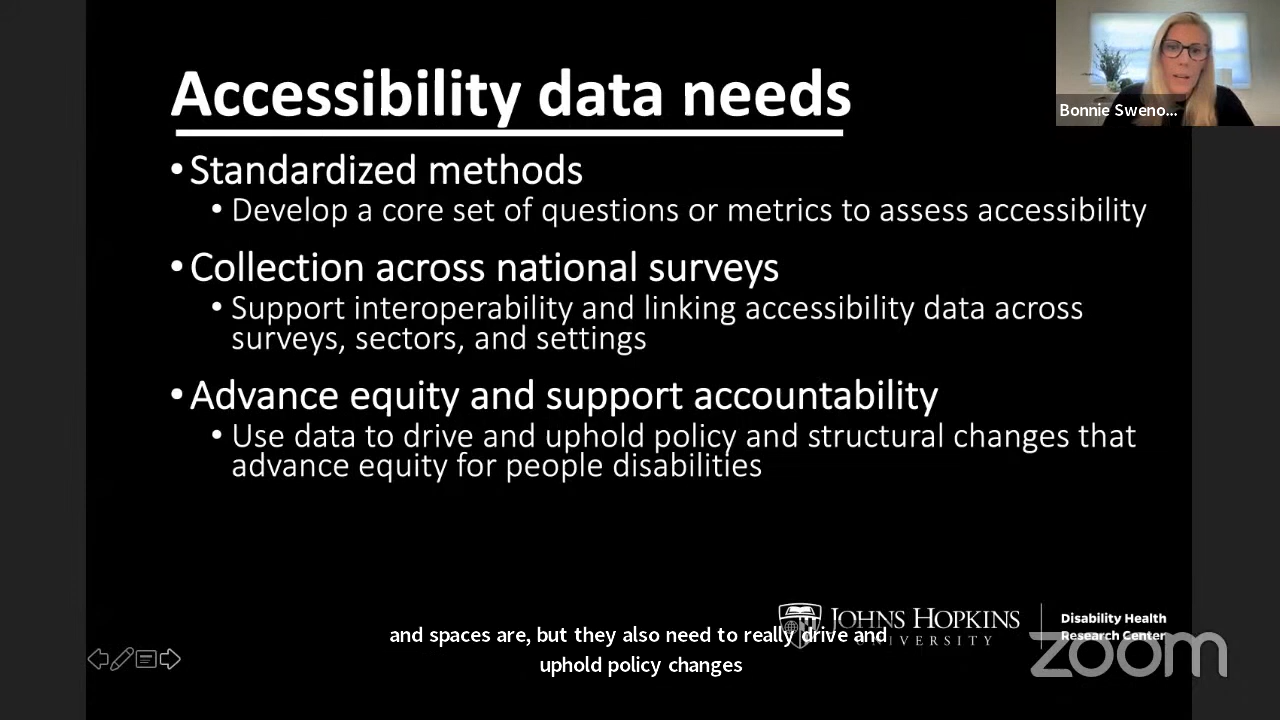 Accessibility data needs
Bonnie Sweno...
• Standardized methods
• Develop a core set of questions or metrics to assess accessibility
• Collection across national surveys
• Support interoperability and linking accessibility data across
surveys, sectors, and settings
• Advance equity and support accountability
• Use data to drive and uphold policy and structural changes that
advance equity for people disabilities
JOHNS HOPKINS
UNIVERSITY
Disability Health
Research Center
and spaces are, but they also need to really drive and
uphold policy changes
zoom